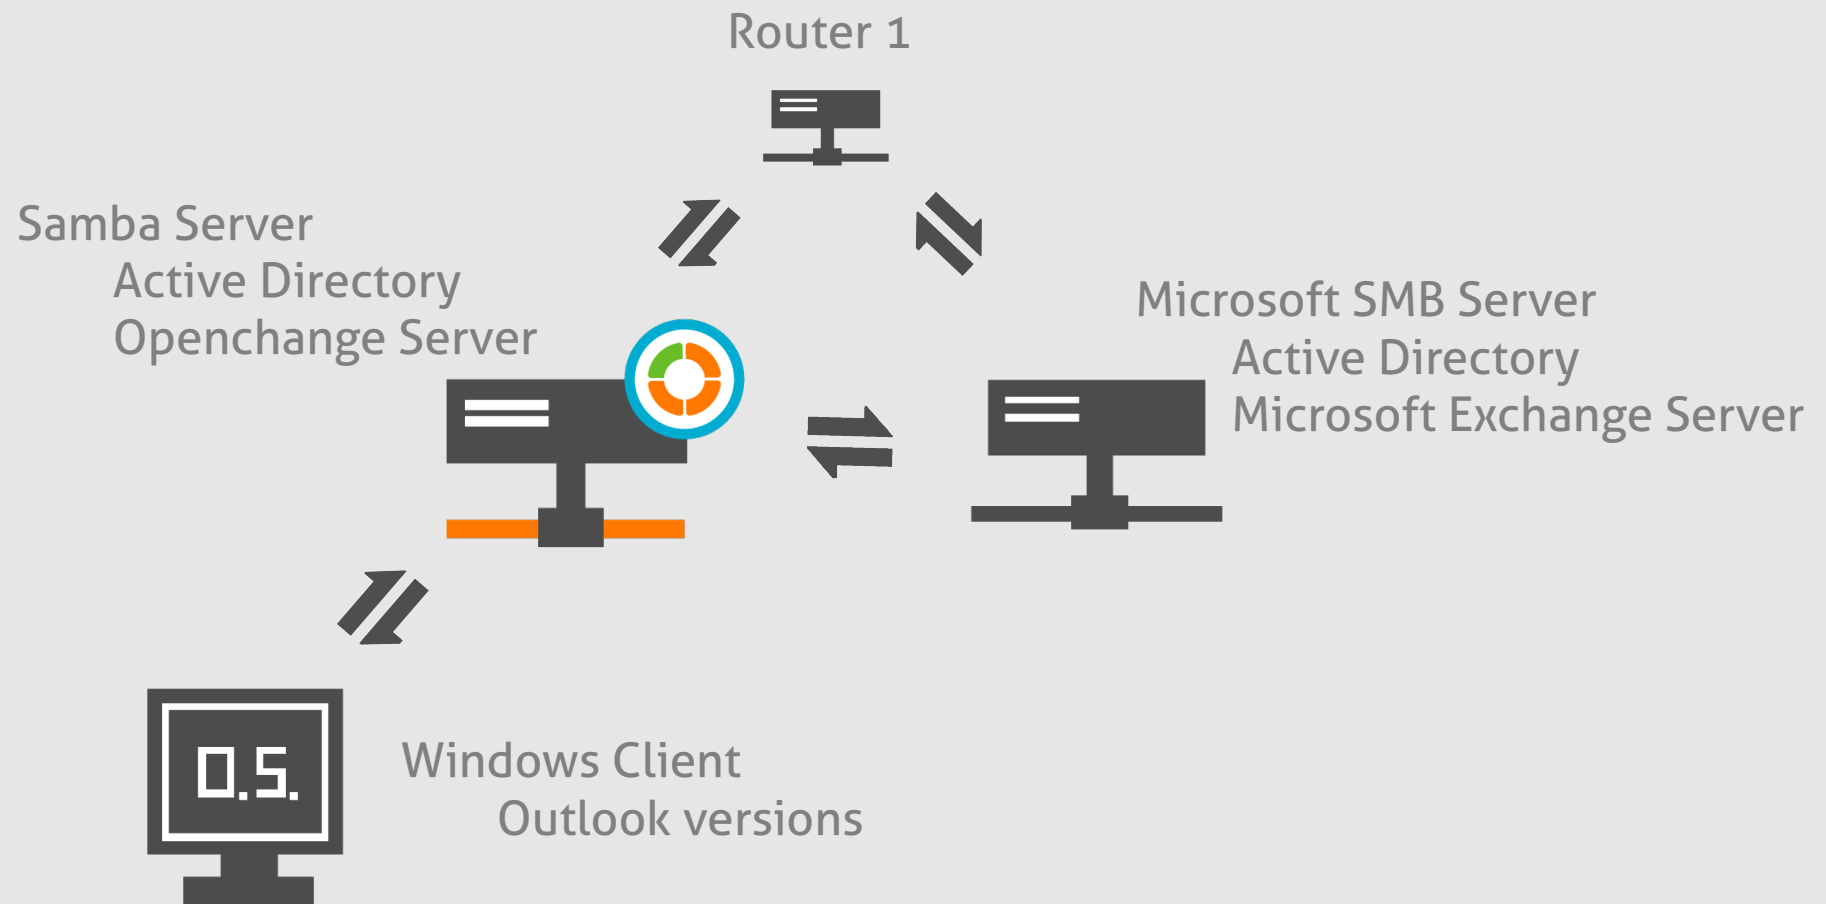 Router 1
Samba Server
Active Directory
Openchange Server
Microsoft SMB Server
Active Directory
Microsoft Exchange Server
O.S.
Windows Client
Outlook versions